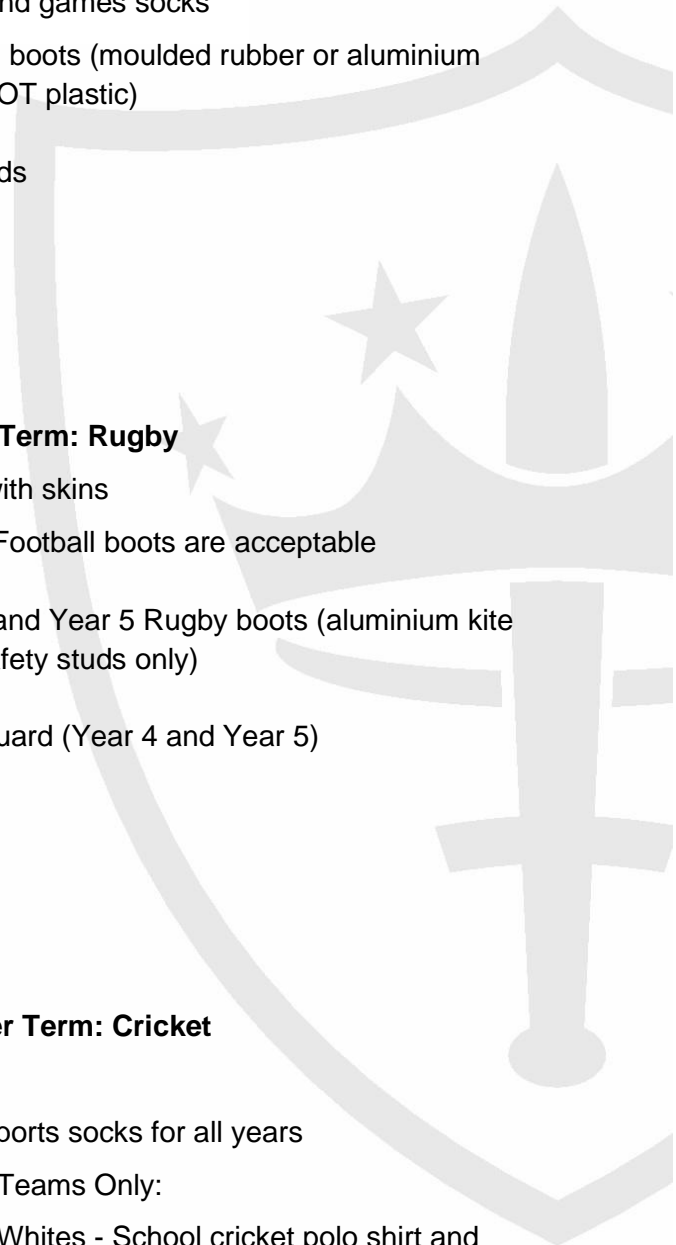 nd games socks
boots (moulded rubber or aluminium
OT plastic)
ds
Term: Rugby
with skins
Football boots are acceptable
and Year 5 Rugby boots (aluminium kite
fety studs only)
uard (Year 4 and Year 5)
er Term: Cricket
ports socks for all years
Teams Only:
Whites - School cricket polo shirt and